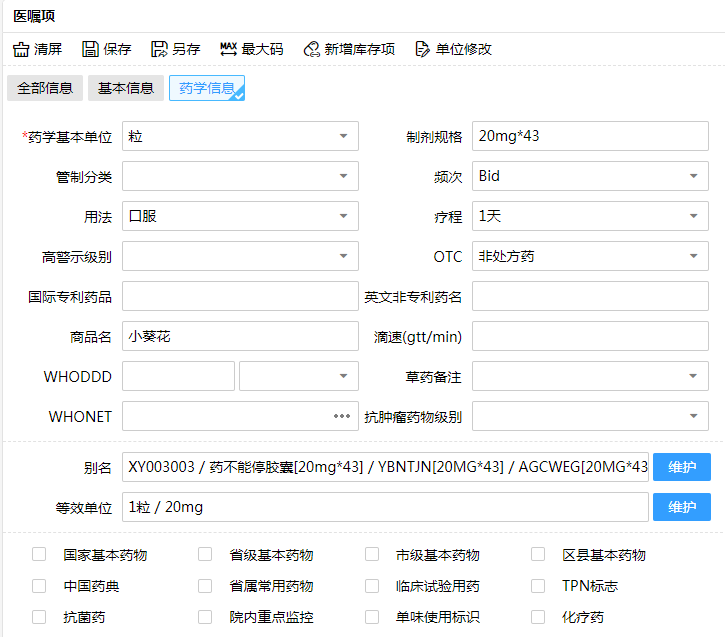 医嘱项
清屏 保存 另存 MAX 最大码 新增库存项 单位修改
全部信息 基本信息 药学信息
*药学基本单位 粒 制剂规格 20mg*43
管制分类 频次 Bid
用法 口服 疗程 1天
高警示级别 OTC 非处方药
国际专利药品 英文非专利药名
商品名 小葵花 滴速(gtt/min)
WHODDD 草药备注
WHONET ••• 抗肿瘤药物级别
别名 XY003003 / 药不能停胶囊[20mg*43] / YBNTJN[20MG*43] / AGCWEG[20MG*43 维护
等效单位 1粒 / 20mg 维护
国家基本药物 省级基本药物 市级基本药物 区县基本药物
中国药典 省属常用药物 临床试验用药 TPN标志
抗菌药 院内重点监控 单味使用标识 化疗药